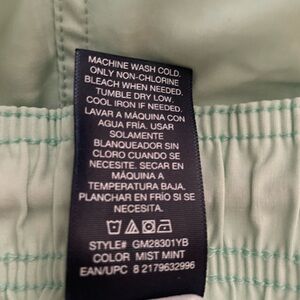 MACHINE WASH COLD.
ONLY NON-CHLORINE
BLEACH WHEN NEEDED.
TUMBLE DRY LOW.
COOL IRON IF NEEDED.
LAVAR A MÁQUINA CON
AGUA FRÍA. USAR
SOLAMENTE
BLANQUEADOR SIN
CLORO CUANDO SE
NECESITE. SECAR EN
MÁQUINA A
TEMPERATURA BAJA.
PLANCHAR EN FRÍO SI SE
NECESITA.
STYLE# GM28301YB
COLOR MIST MINT
EAN/UPC 8 2179632996